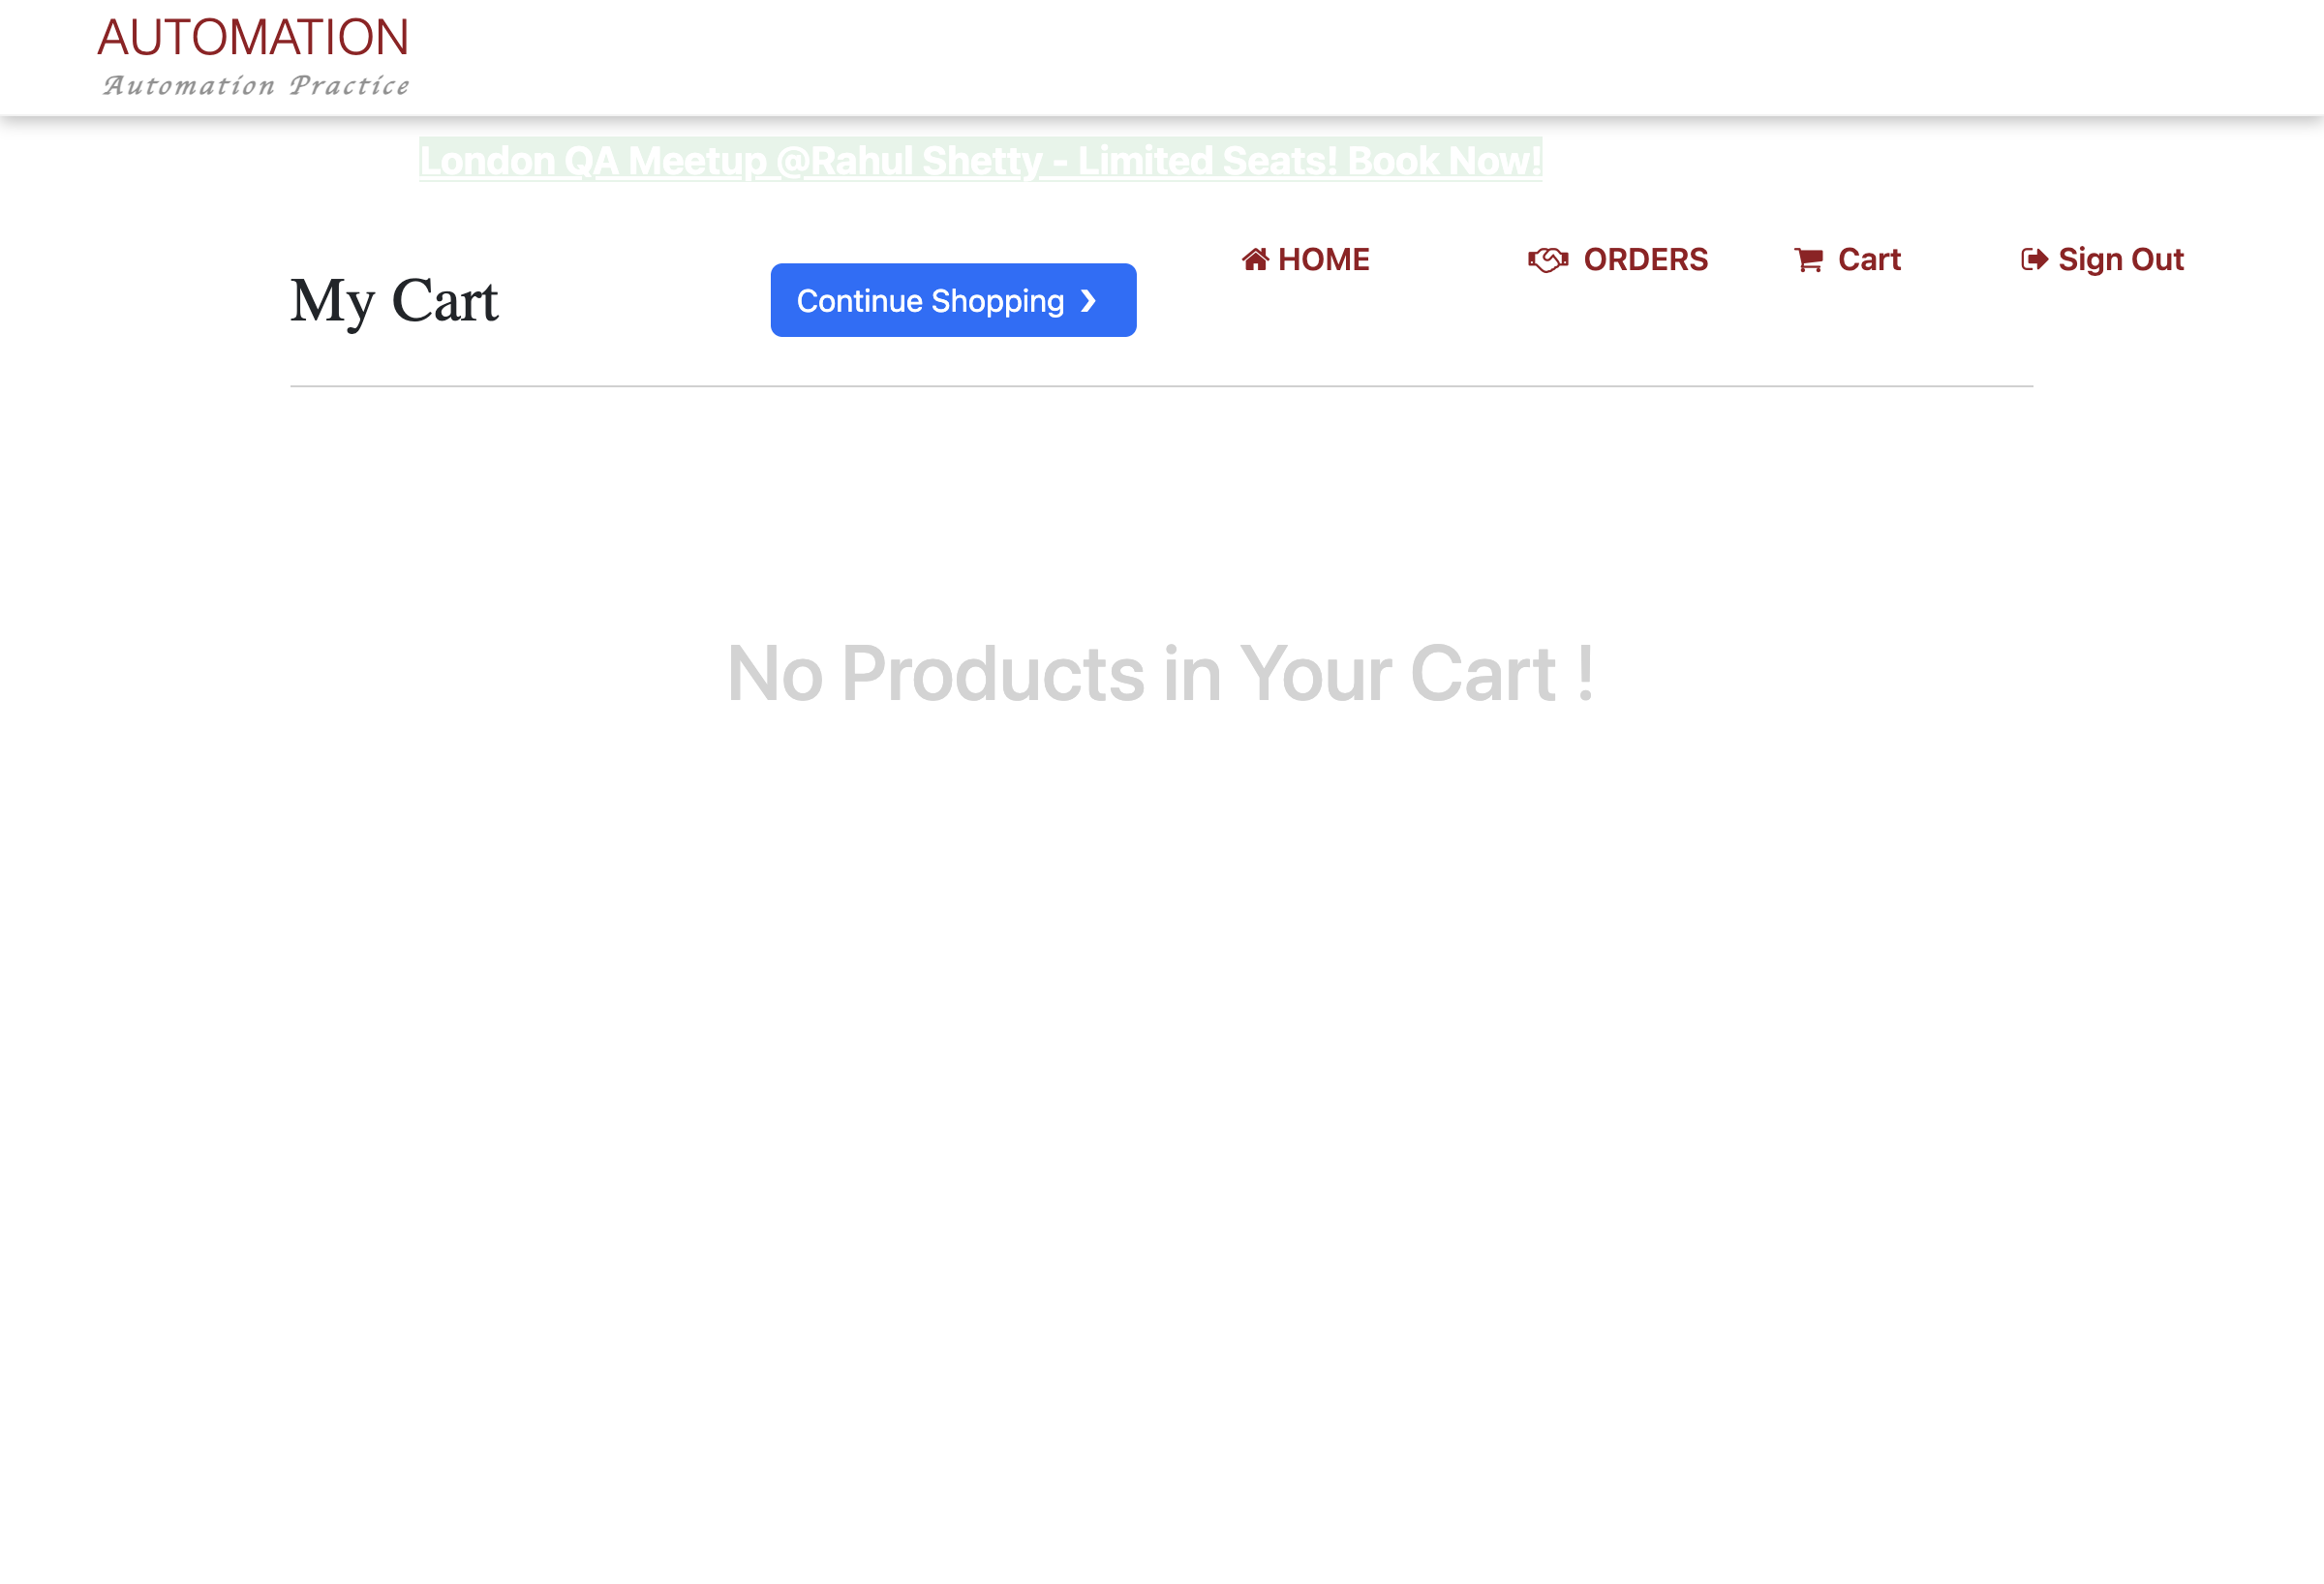 AUTOMATION
Automation Practice
London QA Meetup @Rahul Shetty - Limited Seats! Book Now!
HOME
ORDERS
Cart
Sign Out
My Cart
Continue Shopping ❯
No Products in Your Cart !